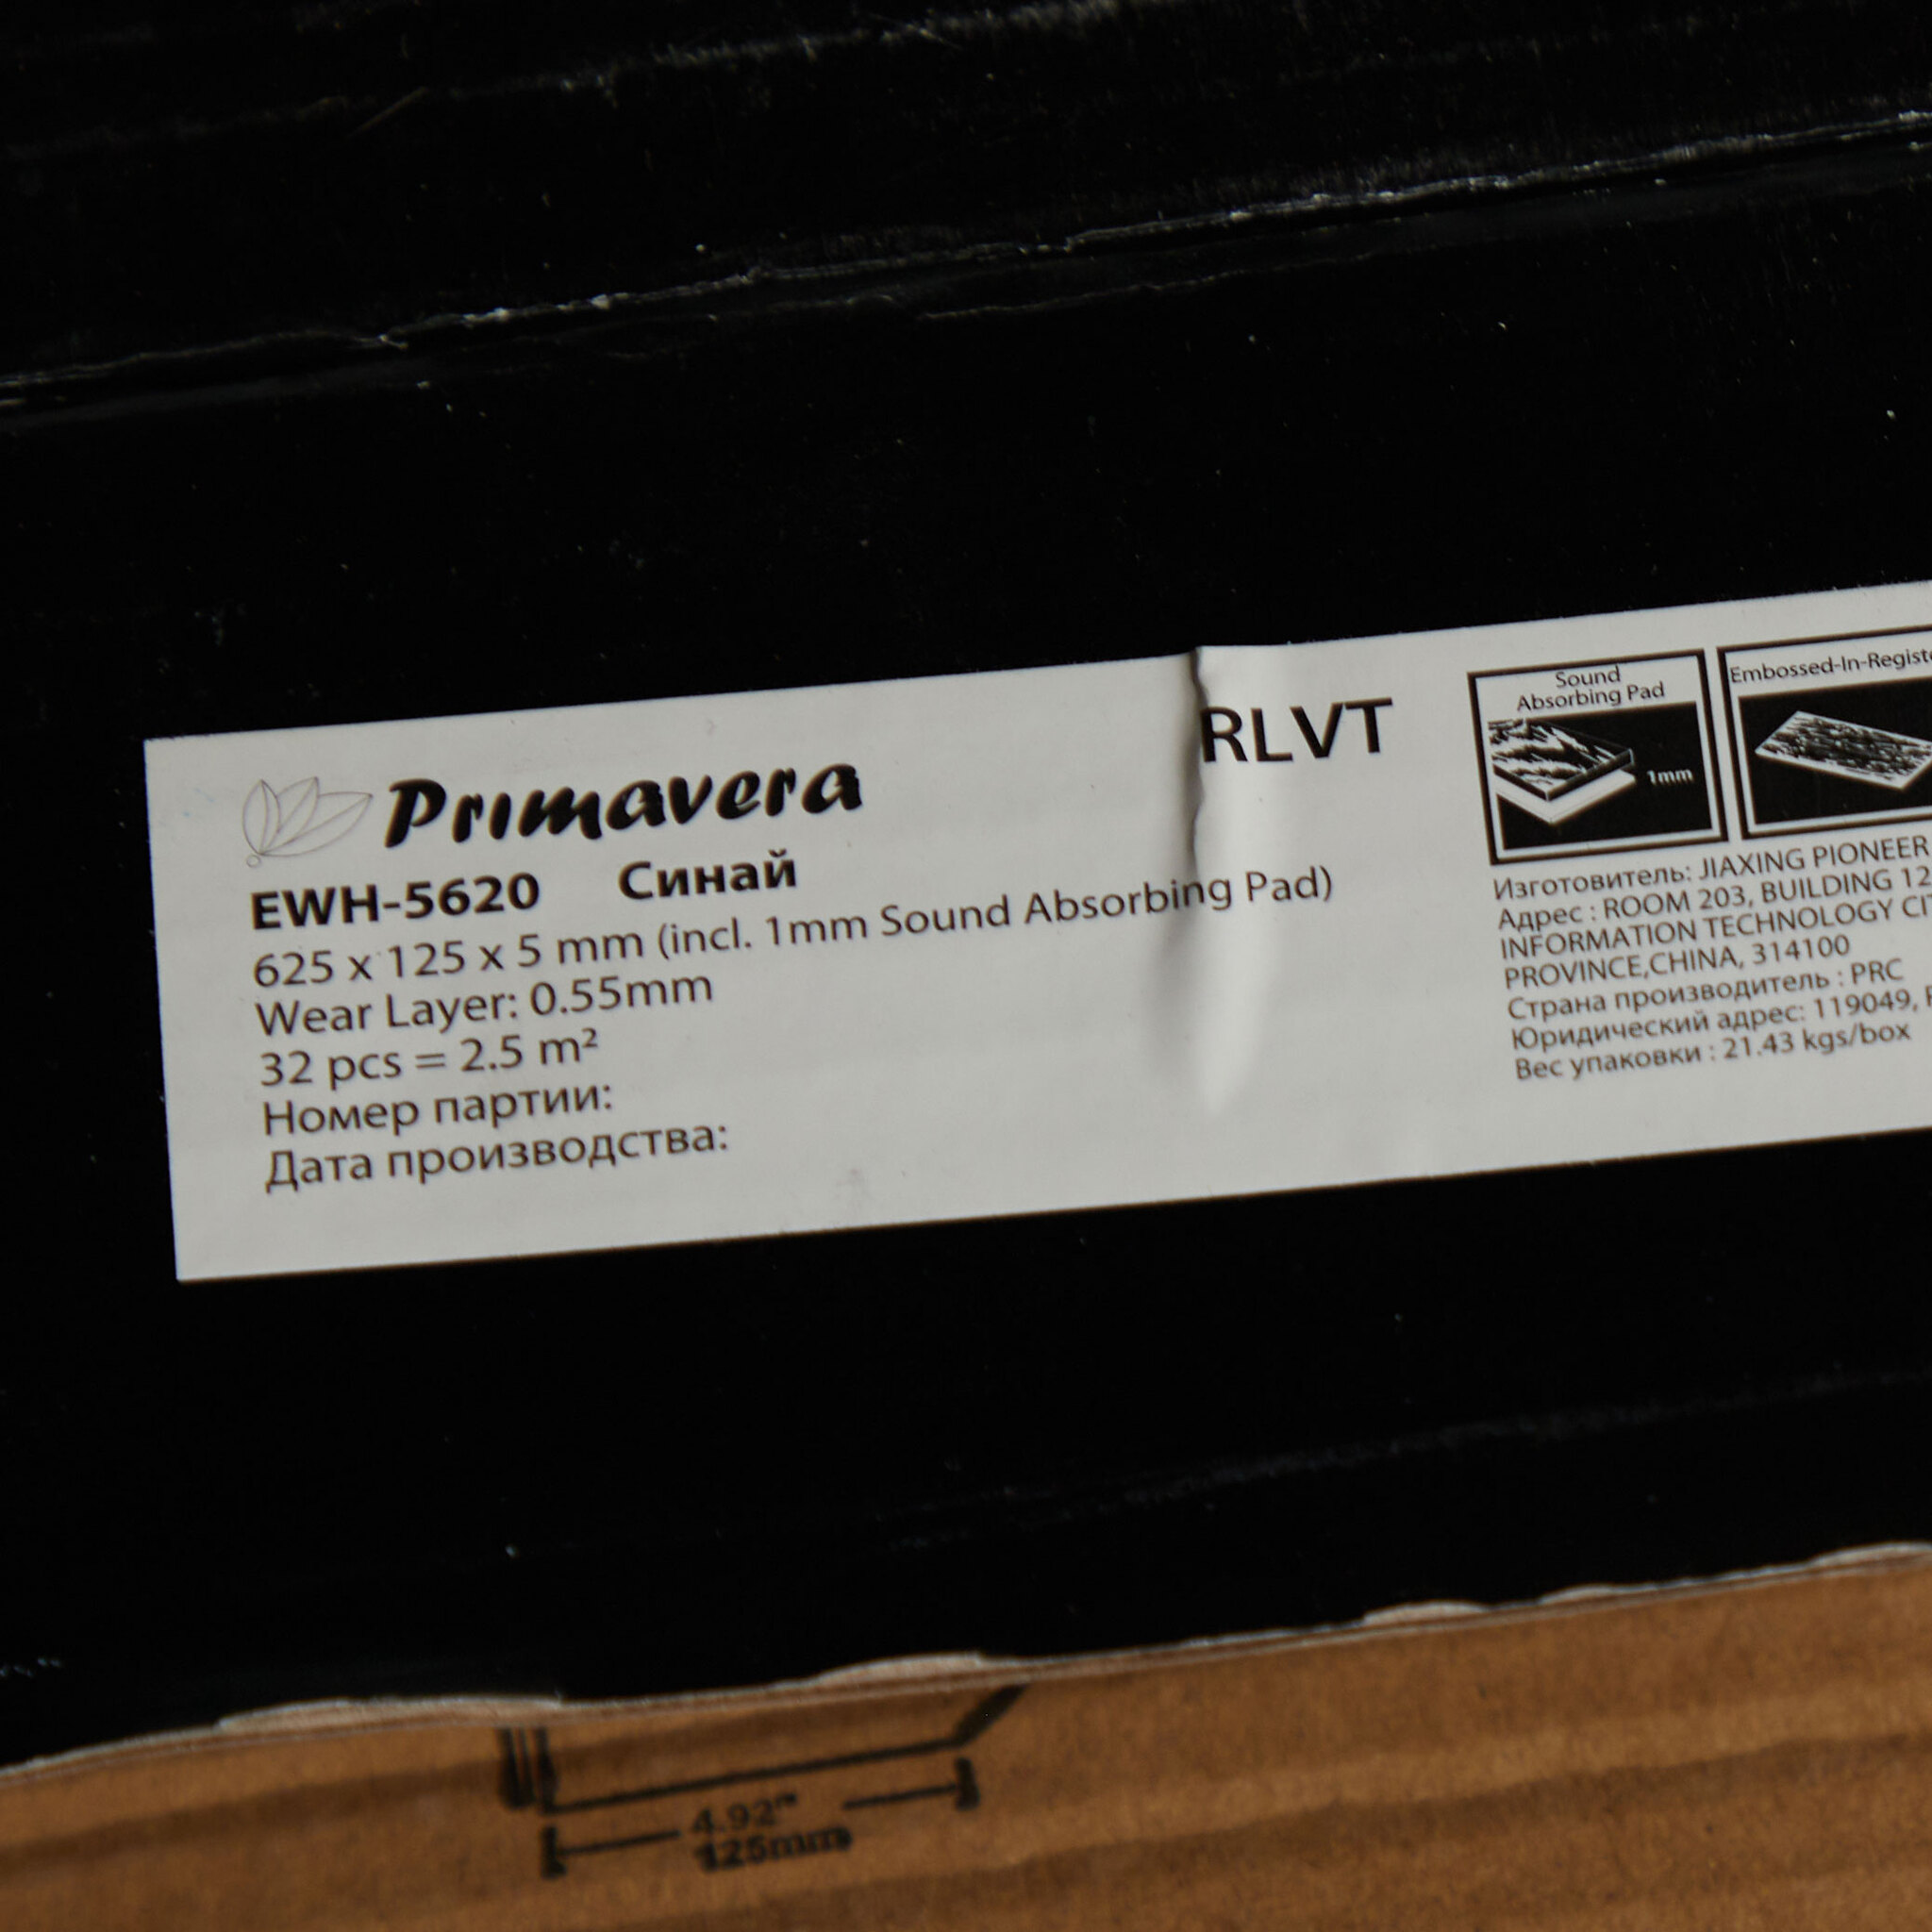 Primavera
RLVT
EWH-5620 Синай
625 x 125 x 5 mm (incl. 1mm Sound Absorbing Pad)
Wear Layer: 0.55mm
32 pcs = 2.5 m²
Номер партии:
Дата производства:
Sound
Absorbing Pad
1mm
Embossed-In-Registe
Изготовитель: JIAXING PIONEER
Адрес : ROOM 203, BUILDING 12
INFORMATION TECHNOLOGY CIT
PROVINCE,CHINA, 314100
Страна производитель : PRC
Юридический адрес: 119049,
Вес упаковки : 21.43 kgs/box
4.92"
125mm